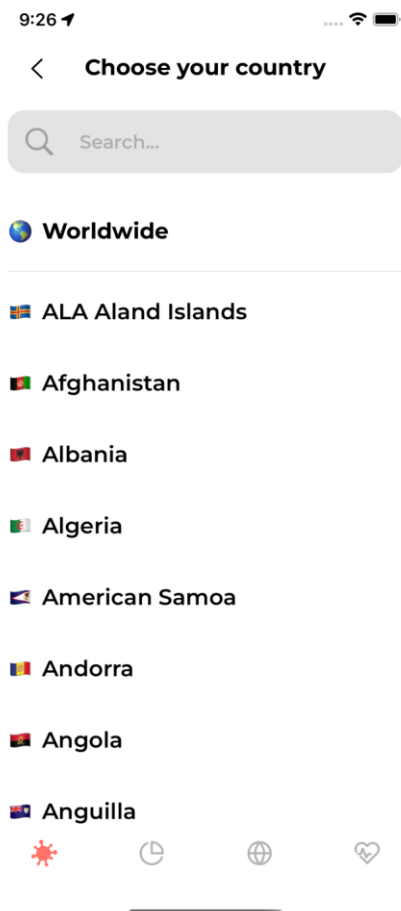 9:26
Choose your country
Search...
Worldwide
ALA Aland Islands
Afghanistan
Albania
Algeria
American Samoa
Andorra
Angola
Anguilla